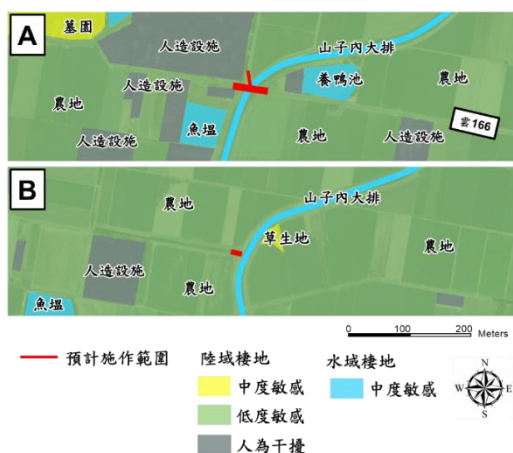 A
墓園
人造設施
山子內大排
人造設施
養鴨池
農地
農地
魚塭
農地
人造設施
人造設施
雲166
B
農地
山子內大排
草生地
農地
人造設施
農地
魚塭
0 100 200
Meters
預計施作範圍
陸域棲地
水域棲地
中度敏感
中度敏感
低度敏感
人為干擾
N
W E
S